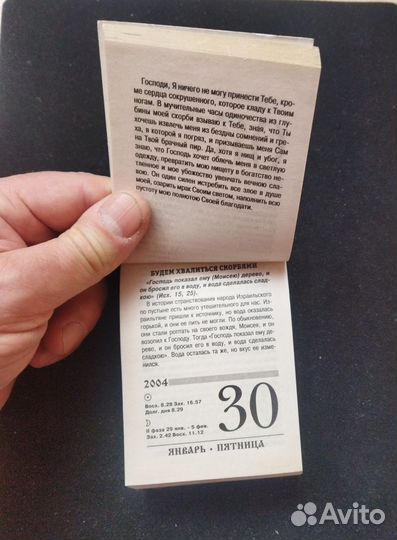 Господи, Я ничего не могу принести Тебе, кро-
ме сердца сокрушенного, которое кладу к Твоим
ногам. В мучительные часы одиночества из глу-
бины моей скорби взываю к Тебе, зная, что Ты
хочешь извлечь меня из бездны сомнений и гре-
ха, в которой я погряз, и призываешь меня Сам
на Твой брачный пир. Да, хотя я нищ и убог, я
знаю, что Господь хочет облечь меня в светлую
одежду, превратить мою нищету в богатство не-
тленное и мое убожество увенчать вечною сла-
вою. Он один силен истребить все злое в душе
моей, озарить мрак Своим светом, наполнить всю
пустоту мою полнотою Своей благодати.
БУДЕМ ХВАЛИТЬСЯ СКОРБЯМИ
«Господь показал ему (Моисею) дерево, и
он бросил его в воду, и вода сделалась слад-
кою» (Исх. 15, 25).
В истории странствования народа Израильского
по пустыне есть много утешительного для нас. Из-
раильтяне пришли к источнику, но вода оказалась
горькой, и они ее пить не могли. По обыкновению,
они стали роптать на своего вождя, Моисея, и он
возопил к Господу. Тогда «Господь показал ему де-
рево, и он бросил его в воду, и вода сделалась
сладкою». Вода осталась та же, но вкус ее изме-
нился.
2004
Восх. 8.28 Зах. 16.57
Долг. дня 8.29
II фаза 29 янв. - 5 фев.
Зах. 2.42 Восх. 11.12
30
ЯНВАРЬ • ПЯТНИЦА
Avito